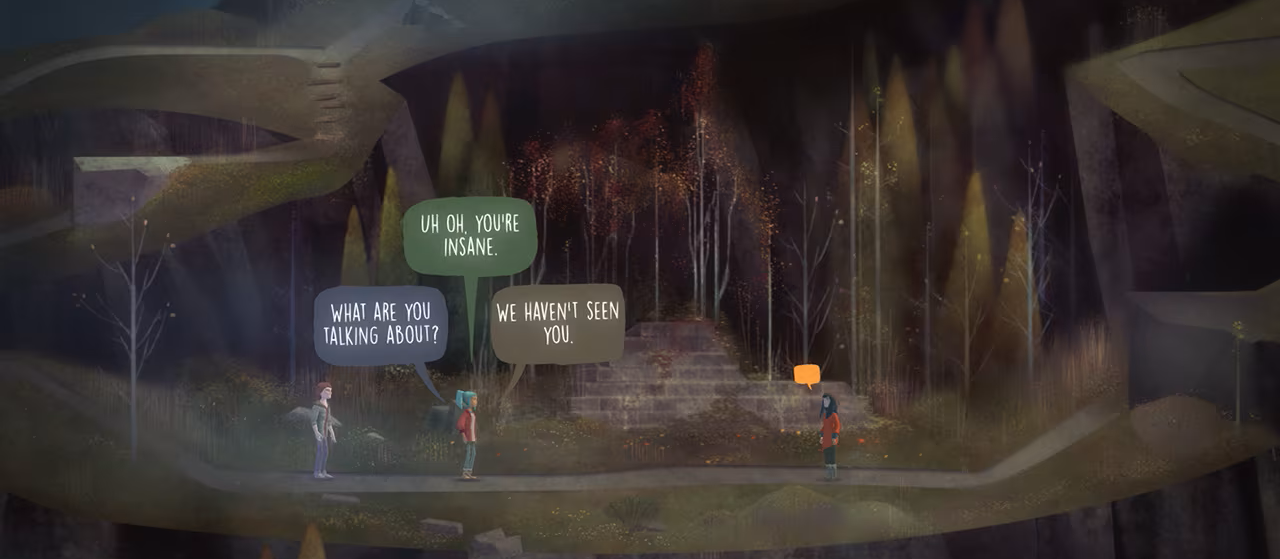 UH OH, YOU'RE
INSANE.
WHAT ARE YOU
TALKING ABOUT?
WE HAVEN'T SEEN
YOU.